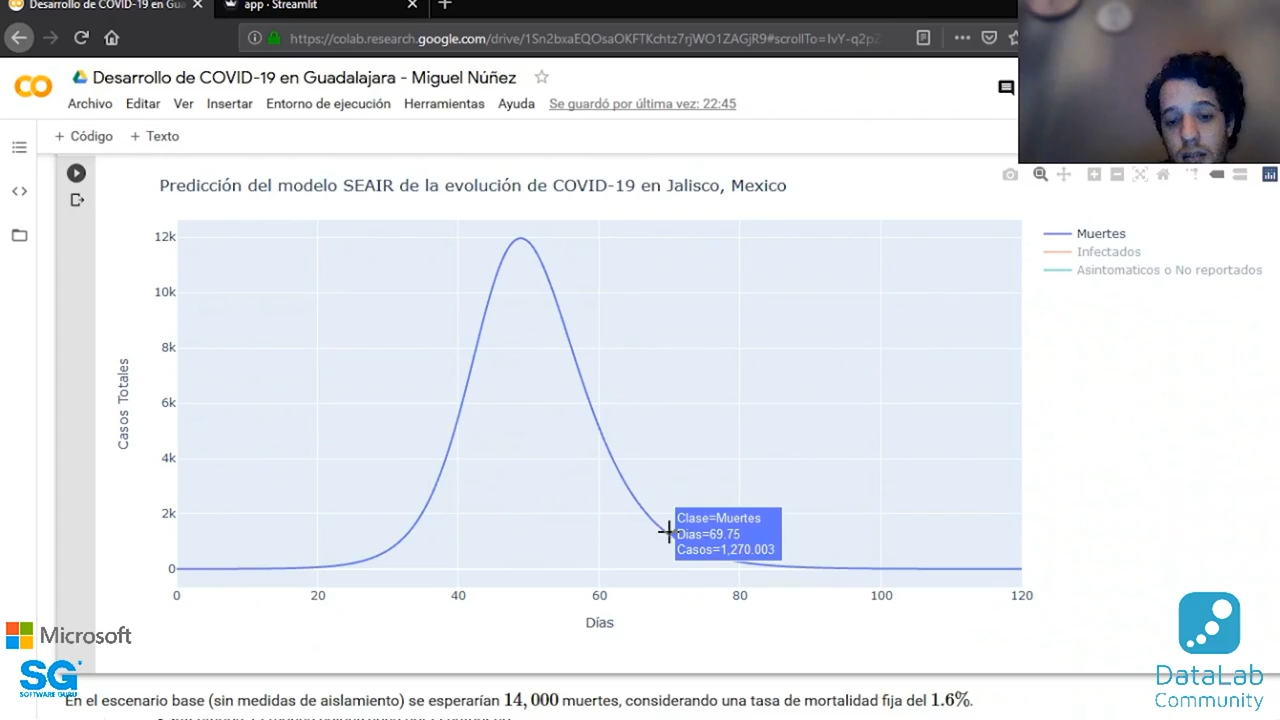 Desarrollo de COVID-19 en Gua
app · Streamlit
https://colab.research.google.com/drive/1Sn2bxaEQOsaOKFTKchtz7rjWO1ZAGjR9#scrollTo=IvY-q2pZ
Desarrollo de COVID-19 en Guadalajara - Miguel Núñez
Archivo Editar Ver Insertar Entorno de ejecución Herramientas Ayuda Se guardó por última vez: 22:45
+ Código + Texto
Predicción del modelo SEAIR de la evolución de COVID-19 en Jalisco, Mexico
Muertes
Infectados
Asintomaticos o No reportados
Casos Totales
12k
10k
8k
6k
4k
2k
0
Clase=Muertes
Dias=69.75
Casos=1,270.003
0 20 40 60 80 100 120
Días
Microsoft
SG
SOFTWARE GURU
DataLab
Community
En el escenario base (sin medidas de aislamiento) se esperarían 14,000 muertes, considerando una tasa de mortalidad fija del 1.6%.